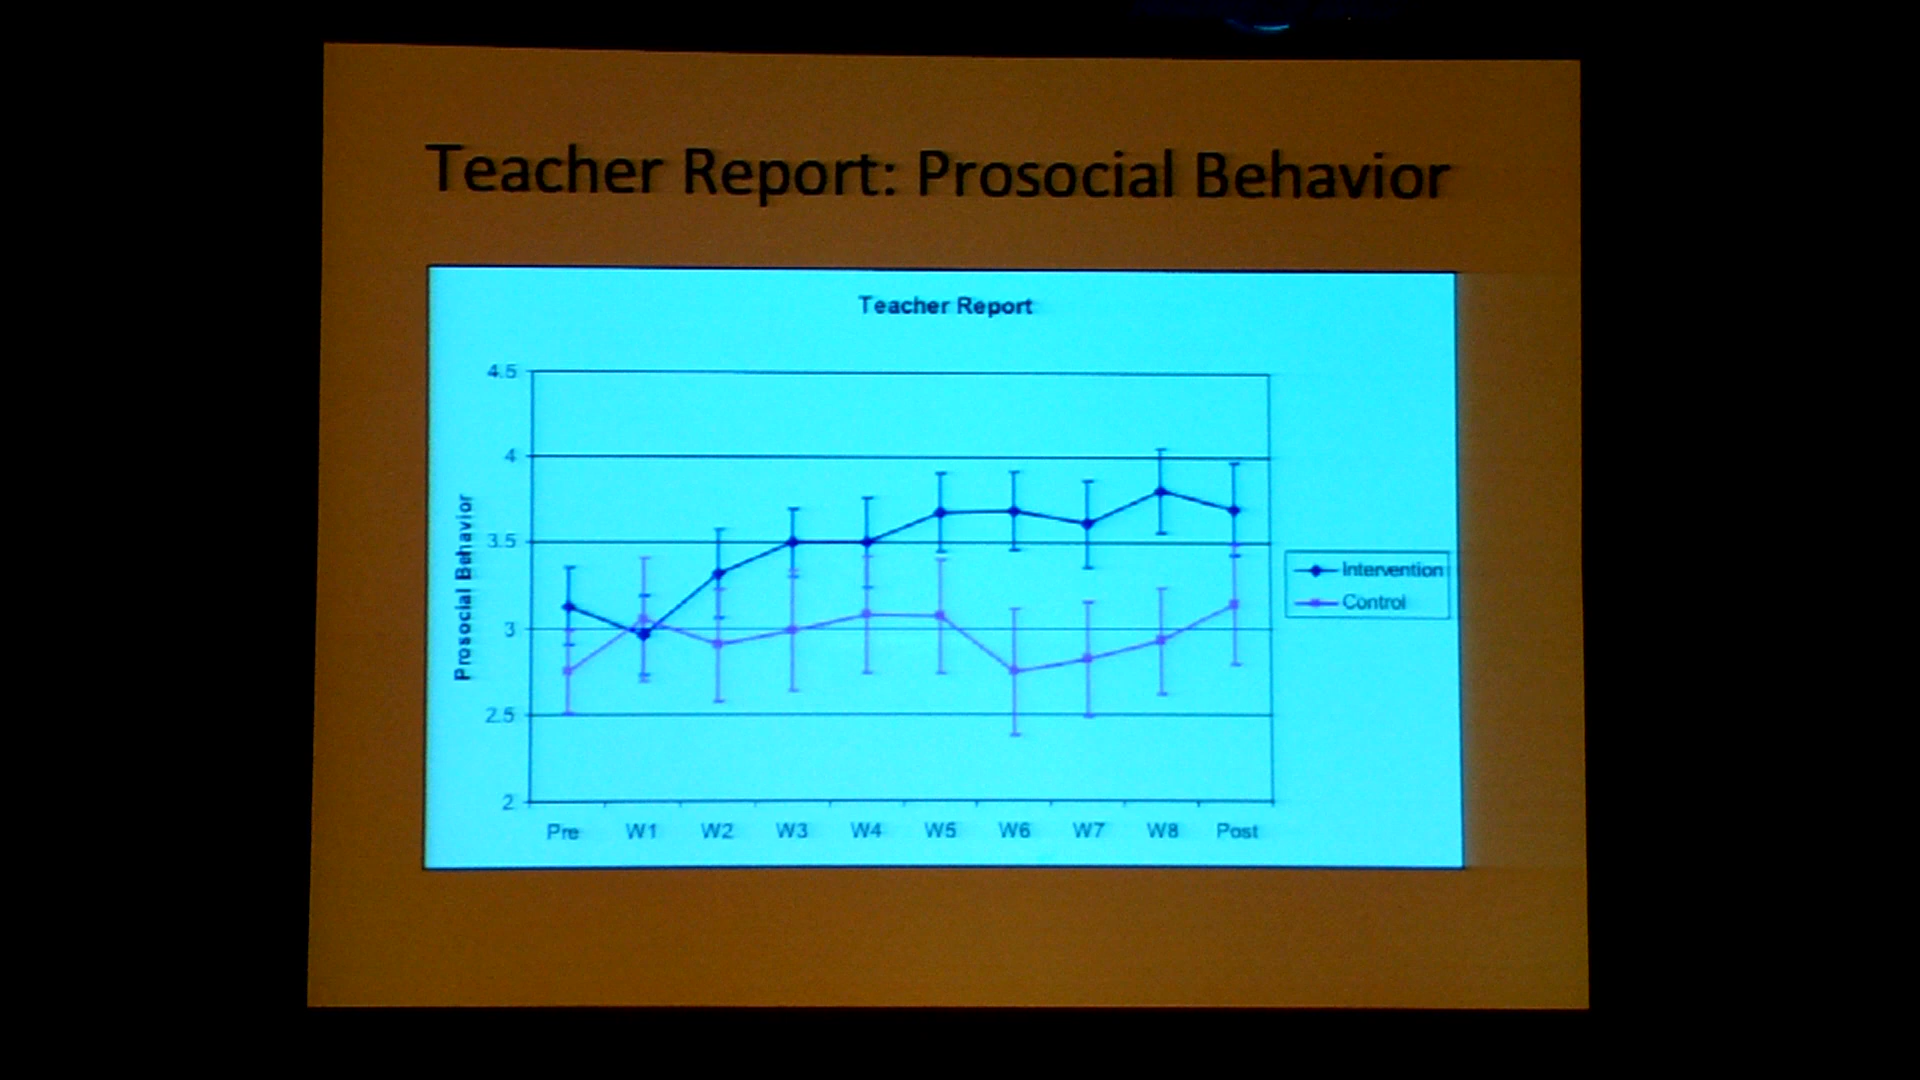 Teacher Report: Prosocial Behavior
Teacher Report
4.5
4
3.5
3
2.5
2
Prosocial Behavior
Pre W1 W2 W3 W4 W5 W6 W7 W8 Post
Intervention
Control